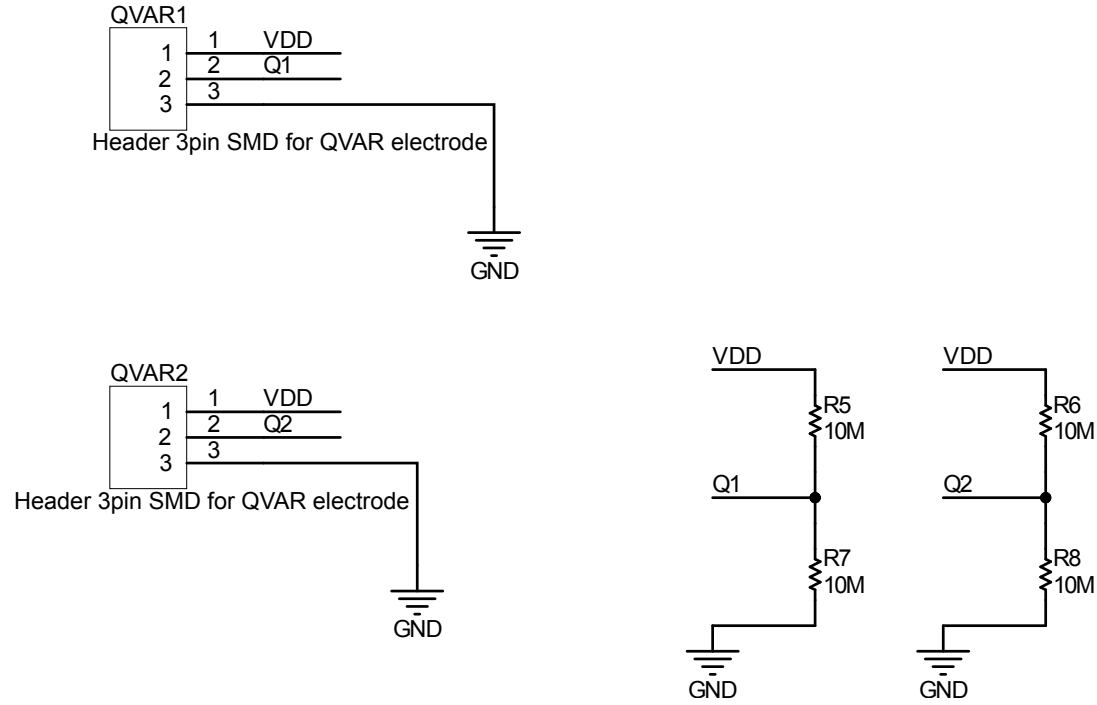 QVAR1
1 1 VDD
2 2 Q1
3 3
Header 3pin SMD for QVAR electrode
GND
QVAR2
1 1 VDD
2 2 Q2
3 3
Header 3pin SMD for QVAR electrode
GND
VDD
R5
10M
Q1
R7
10M
GND
VDD
R6
10M
Q2
R8
10M
GND